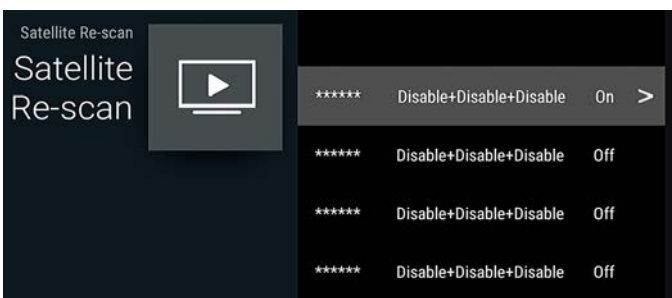 Satellite Re-scan
Satellite
Re-scan
****** Disable+Disable+Disable On >
****** Disable+Disable+Disable Off
****** Disable+Disable+Disable Off
****** Disable+Disable+Disable Off